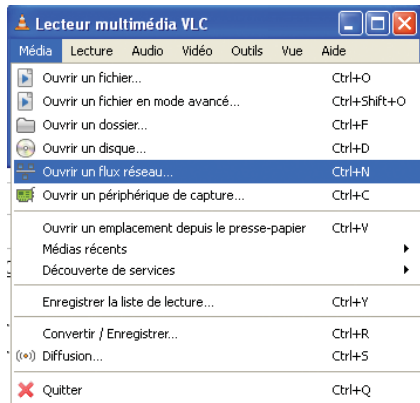 Lecteur multimédia VLC
Média Lecture Audio Vidéo Outils Vue Aide
Ouvrir un fichier... Ctrl+O
Ouvrir un fichier en mode avancé... Ctrl+Shift+O
Ouvrir un dossier... Ctrl+F
Ouvrir un disque... Ctrl+D
Ouvrir un flux réseau... Ctrl+N
Ouvrir un périphérique de capture... Ctrl+C
Ouvrir un emplacement depuis le presse-papier Ctrl+V
Médias récents
Découverte de services
Enregistrer la liste de lecture... Ctrl+Y
Convertir / Enregistrer... Ctrl+R
Diffusion... Ctrl+S
Quitter Ctrl+Q